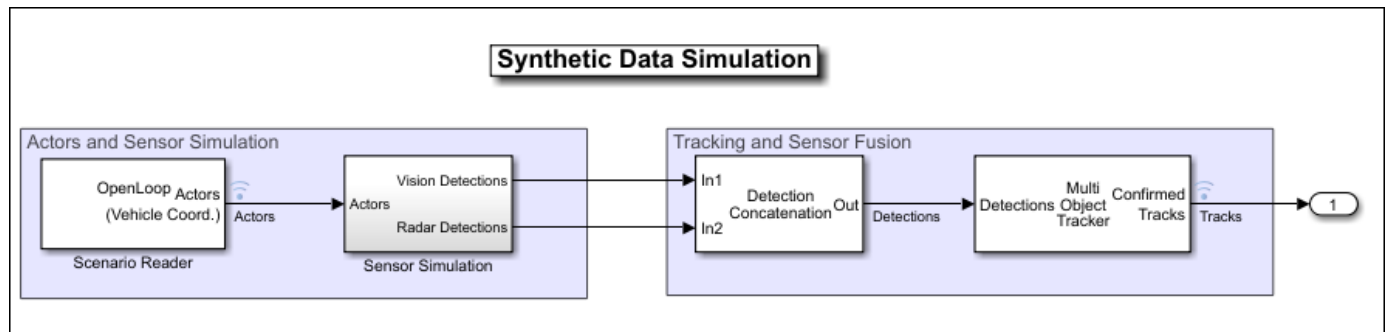 Synthetic Data Simulation
Actors and Sensor Simulation
OpenLoop
(Vehicle Coord.)
Actors
Actors
Scenario Reader
Actors
Vision Detections
Radar Detections
Sensor Simulation
Tracking and Sensor Fusion
In1
In2
Detection
Concatenation
Out
Detections
Detections
Multi
Object
Tracker
Confirmed
Tracks
Tracks
1